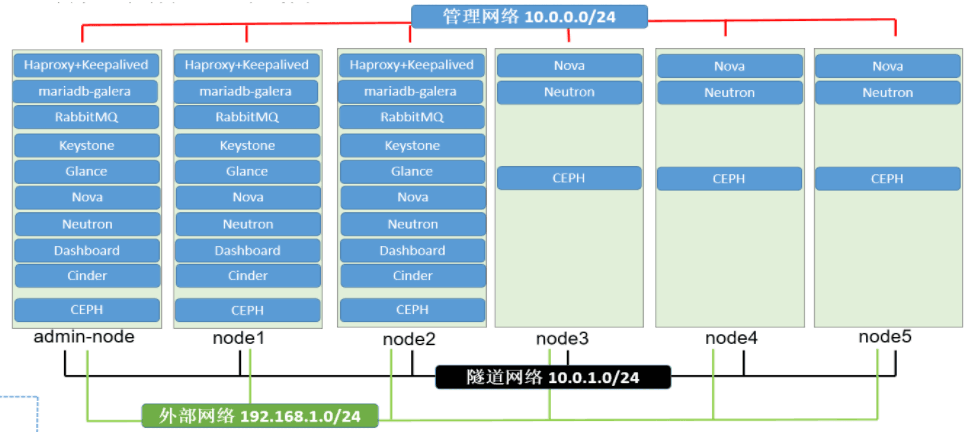 管理网络 10.0.0.0/24
Haproxy+Keepalived
mariadb-galera
RabbitMQ
Keystone
Glance
Nova
Neutron
Dashboard
Cinder
CEPH
admin-node
Haproxy+Keepalived
mariadb-galera
RabbitMQ
Keystone
Glance
Nova
Neutron
Dashboard
Cinder
CEPH
node1
Haproxy+Keepalived
mariadb-galera
RabbitMQ
Keystone
Glance
Nova
Neutron
Dashboard
Cinder
CEPH
node2
Nova
Neutron
CEPH
node3
Nova
Neutron
CEPH
node4
Nova
Neutron
CEPH
node5
隧道网络 10.0.1.0/24
外部网络 192.168.1.0/24